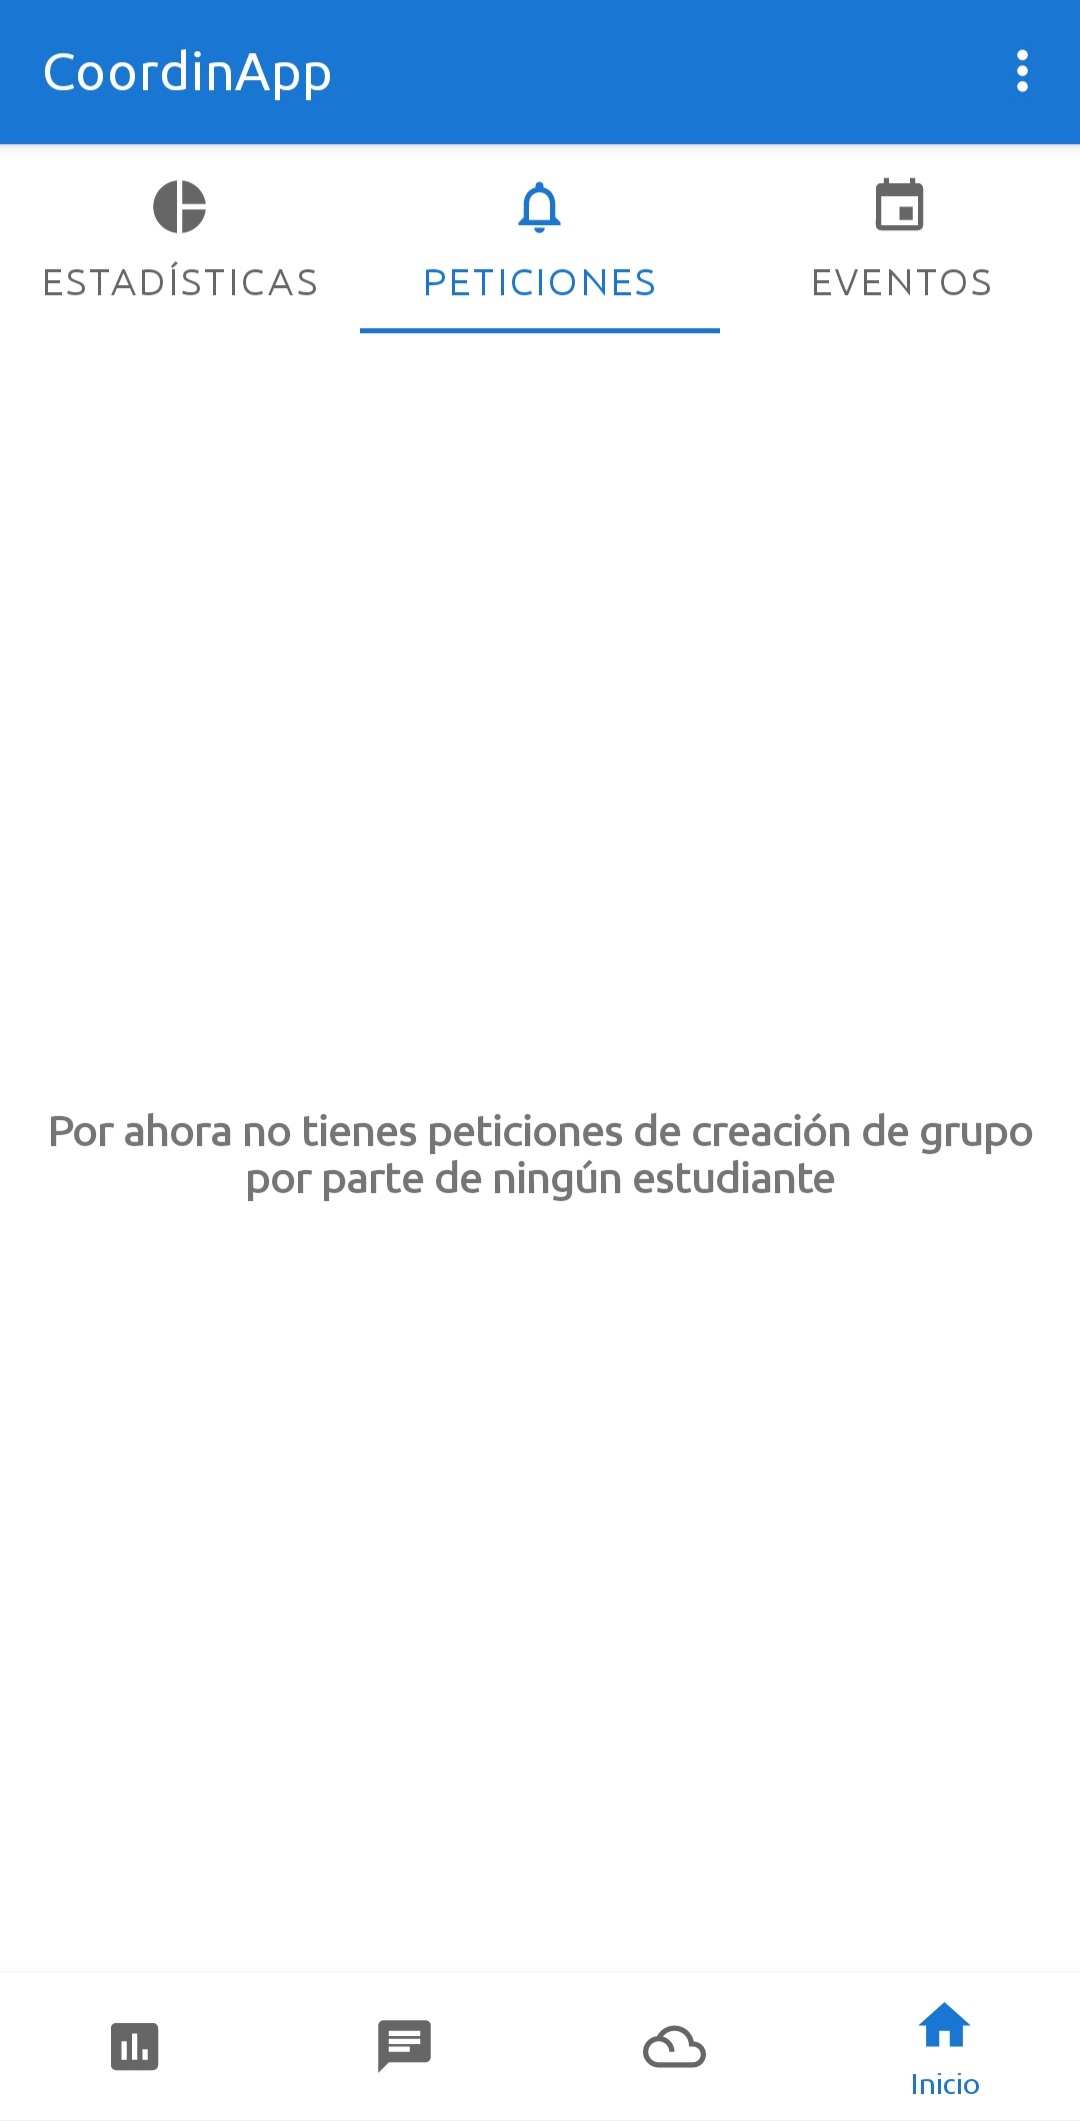 CoordinApp
ESTADÍSTICAS
PETICIONES
EVENTOS
Por ahora no tienes peticiones de creación de grupo
por parte de ningún estudiante
Inicio